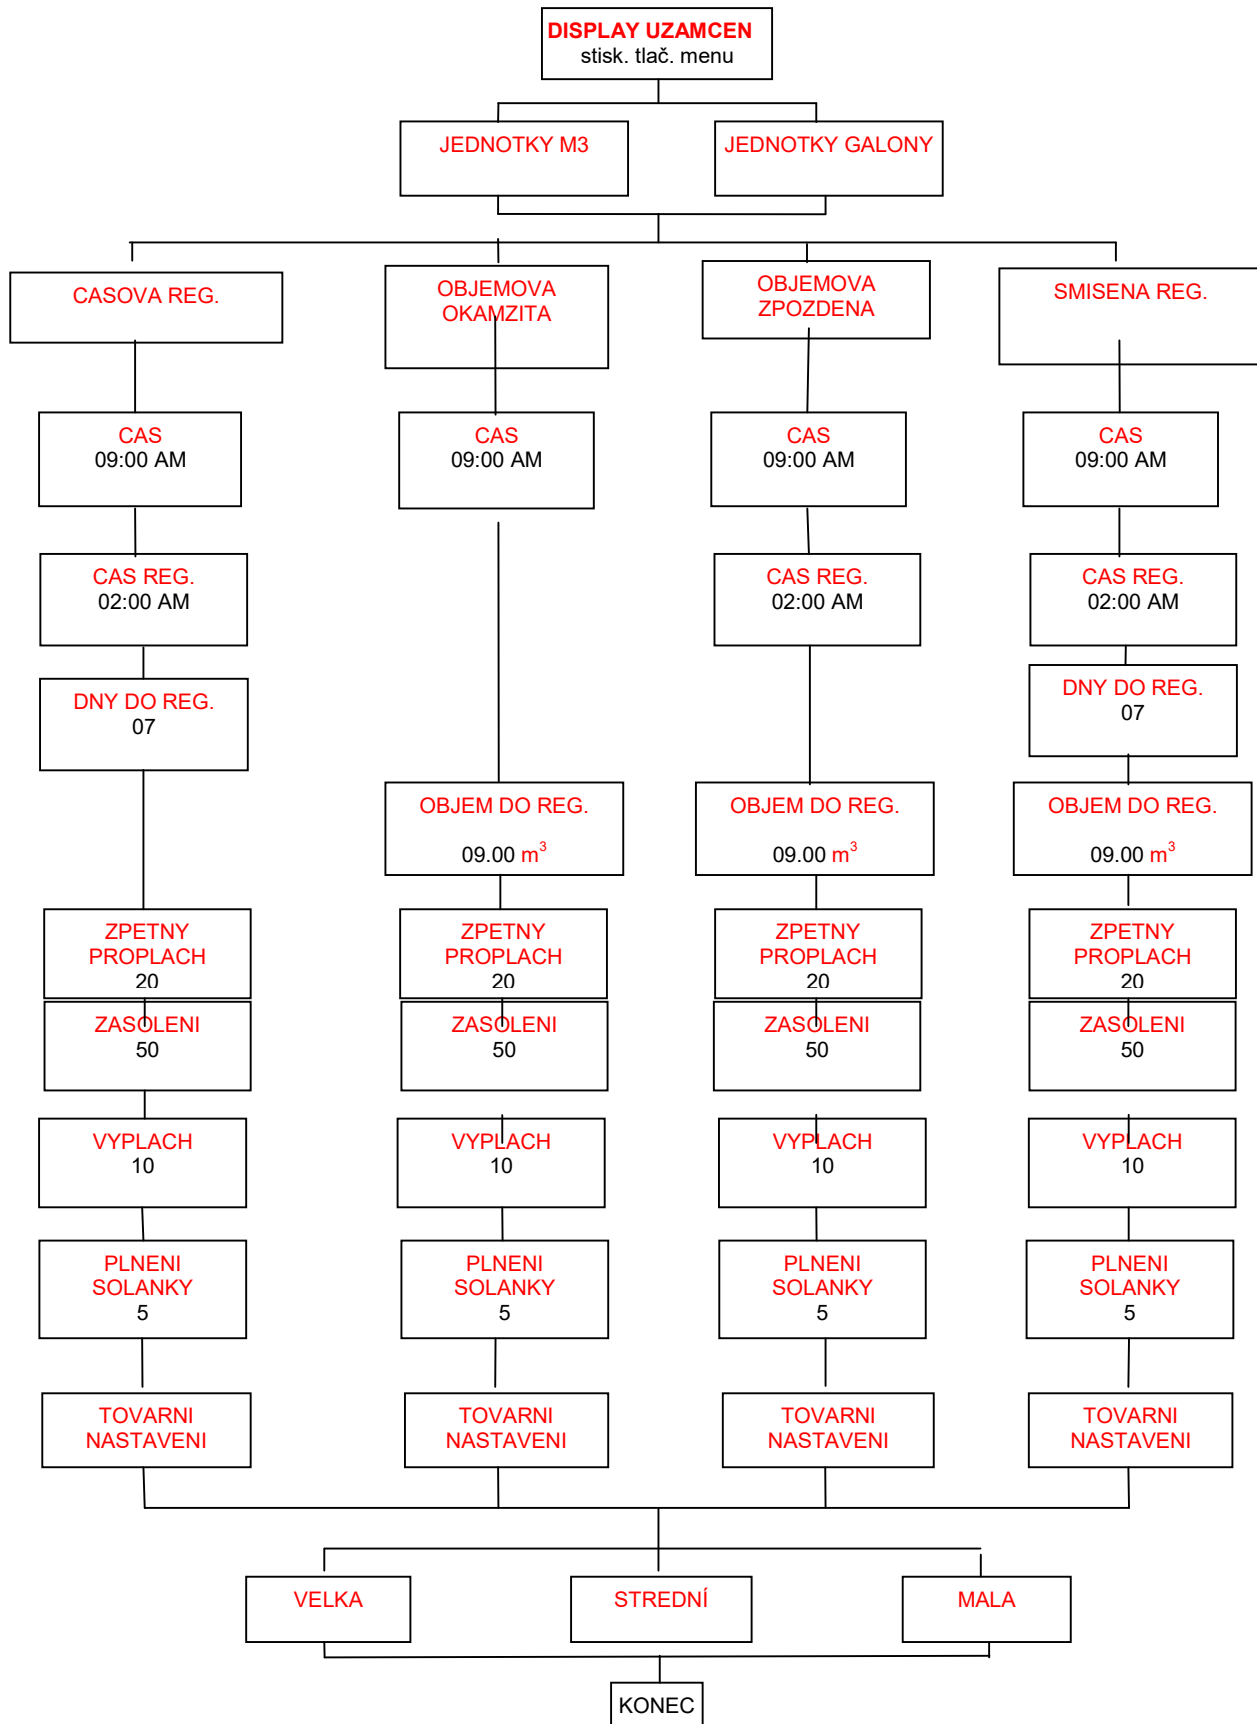 DISPLAY UZAMCEN
stisk. tlač. menu
JEDNOTKY M3
JEDNOTKY GALONY
CASOVA REG.
OBJEMOVA
OKAMZITA
OBJEMOVA
ZPOZDENA
SMISENA REG.
CAS
09:00 AM
CAS
09:00 AM
CAS
09:00 AM
CAS
09:00 AM
CAS REG.
02:00 AM
CAS REG.
02:00 AM
CAS REG.
02:00 AM
DNY DO REG.
07
DNY DO REG.
07
OBJEM DO REG.
09.00 m³
OBJEM DO REG.
09.00 m³
OBJEM DO REG.
09.00 m³
ZPETNY
PROPLACH
20
ZPETNY
PROPLACH
20
ZPETNY
PROPLACH
20
ZPETNY
PROPLACH
20
ZASOLENI
50
ZASOLENI
50
ZASOLENI
50
ZASOLENI
50
VYPLACH
10
VYPLACH
10
VYPLACH
10
VYPLACH
10
PLNENI
SOLANKY
5
PLNENI
SOLANKY
5
PLNENI
SOLANKY
5
PLNENI
SOLANKY
5
TOVARNI
NASTAVENI
TOVARNI
NASTAVENI
TOVARNI
NASTAVENI
TOVARNI
NASTAVENI
VELKA
STREDNÍ
MALA
KONEC